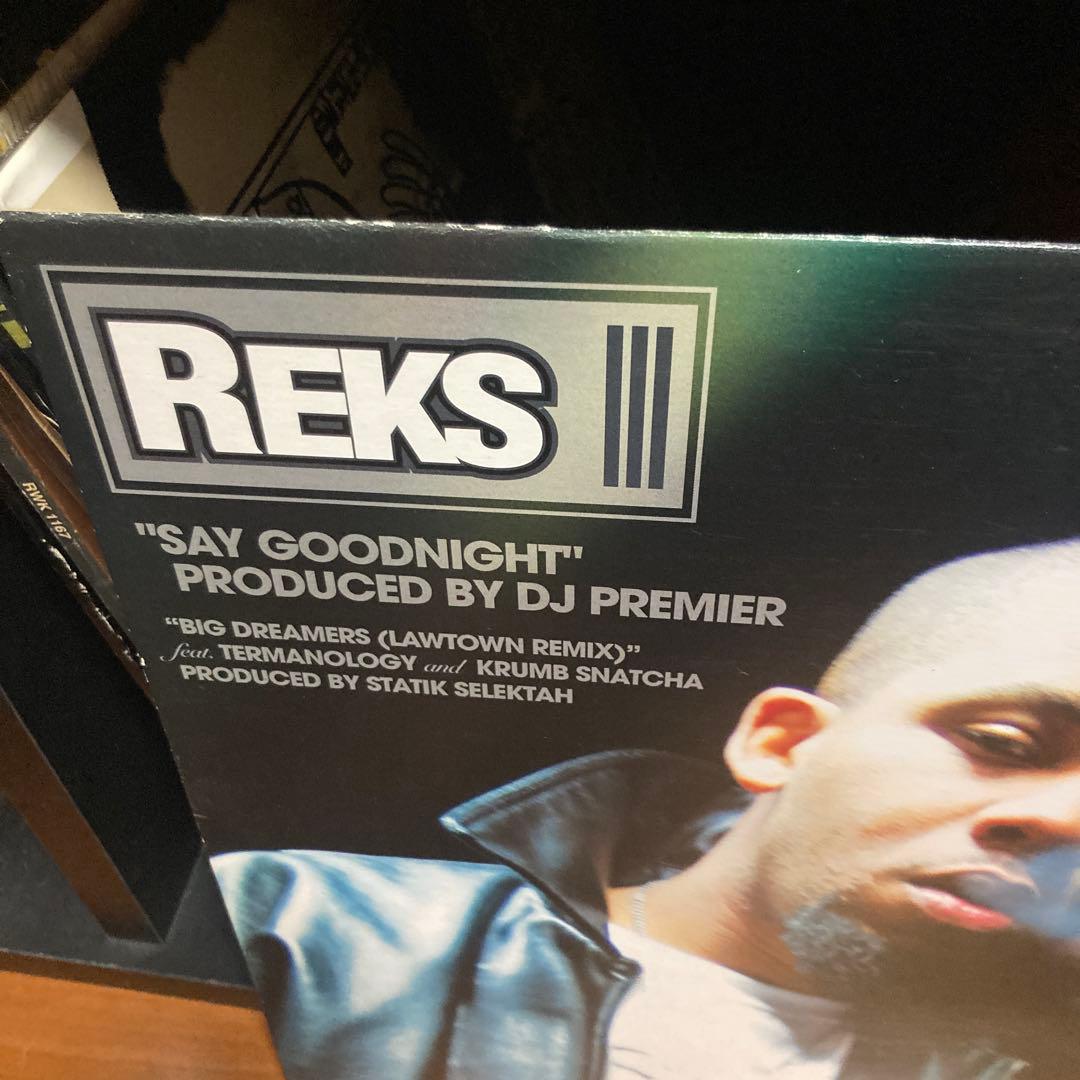 REKS
"SAY GOODNIGHT"
PRODUCED BY DJ PREMIER
“BIG DREAMERS (LAWTOWN REMIX)”
feat. TERMANOLOGY and KRUMB SNATCHA
PRODUCED BY STATIK SELEKTAH
RWK 1167